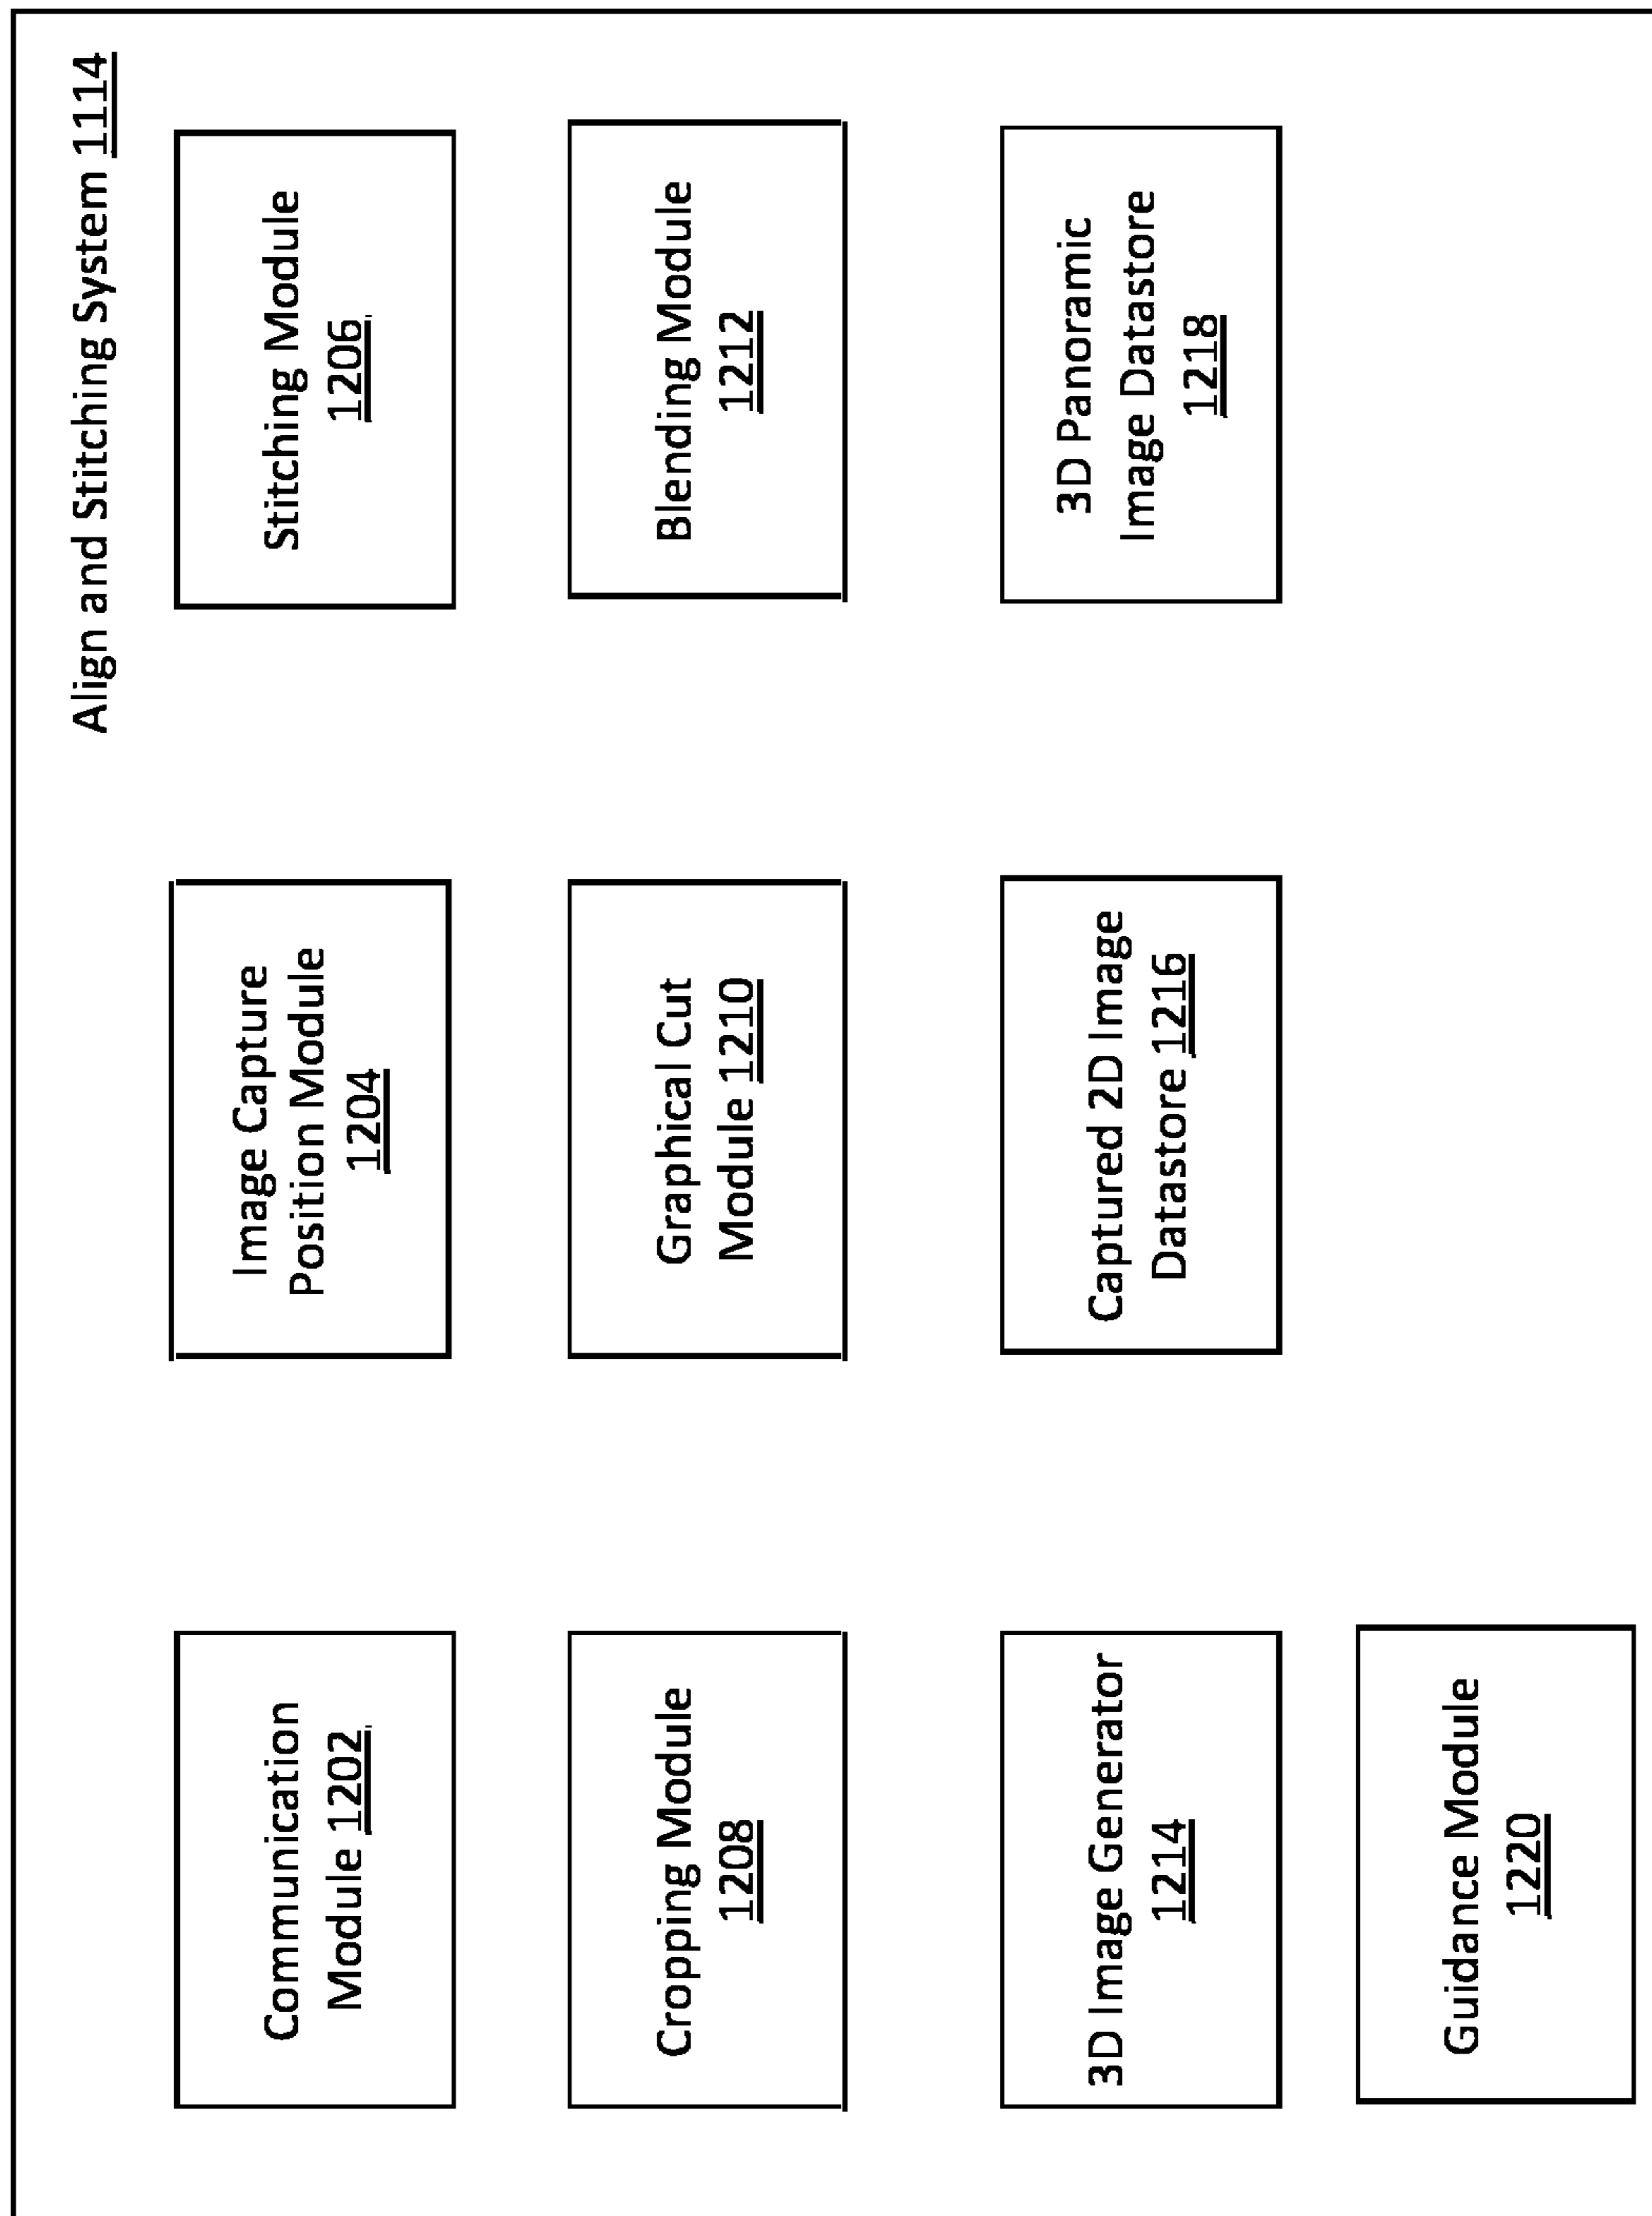 Align and Stitching System 1114
Communication
Module 1202
Image Capture
Position Module
1204
Stitching Module
1206
Cropping Module
1208
Graphical Cut
Module 1210
Blending Module
1212
3D Image Generator
1214
Captured 2D Image
Datastore 1216
3D Panoramic
Image Datastore
1218
Guidance Module
1220